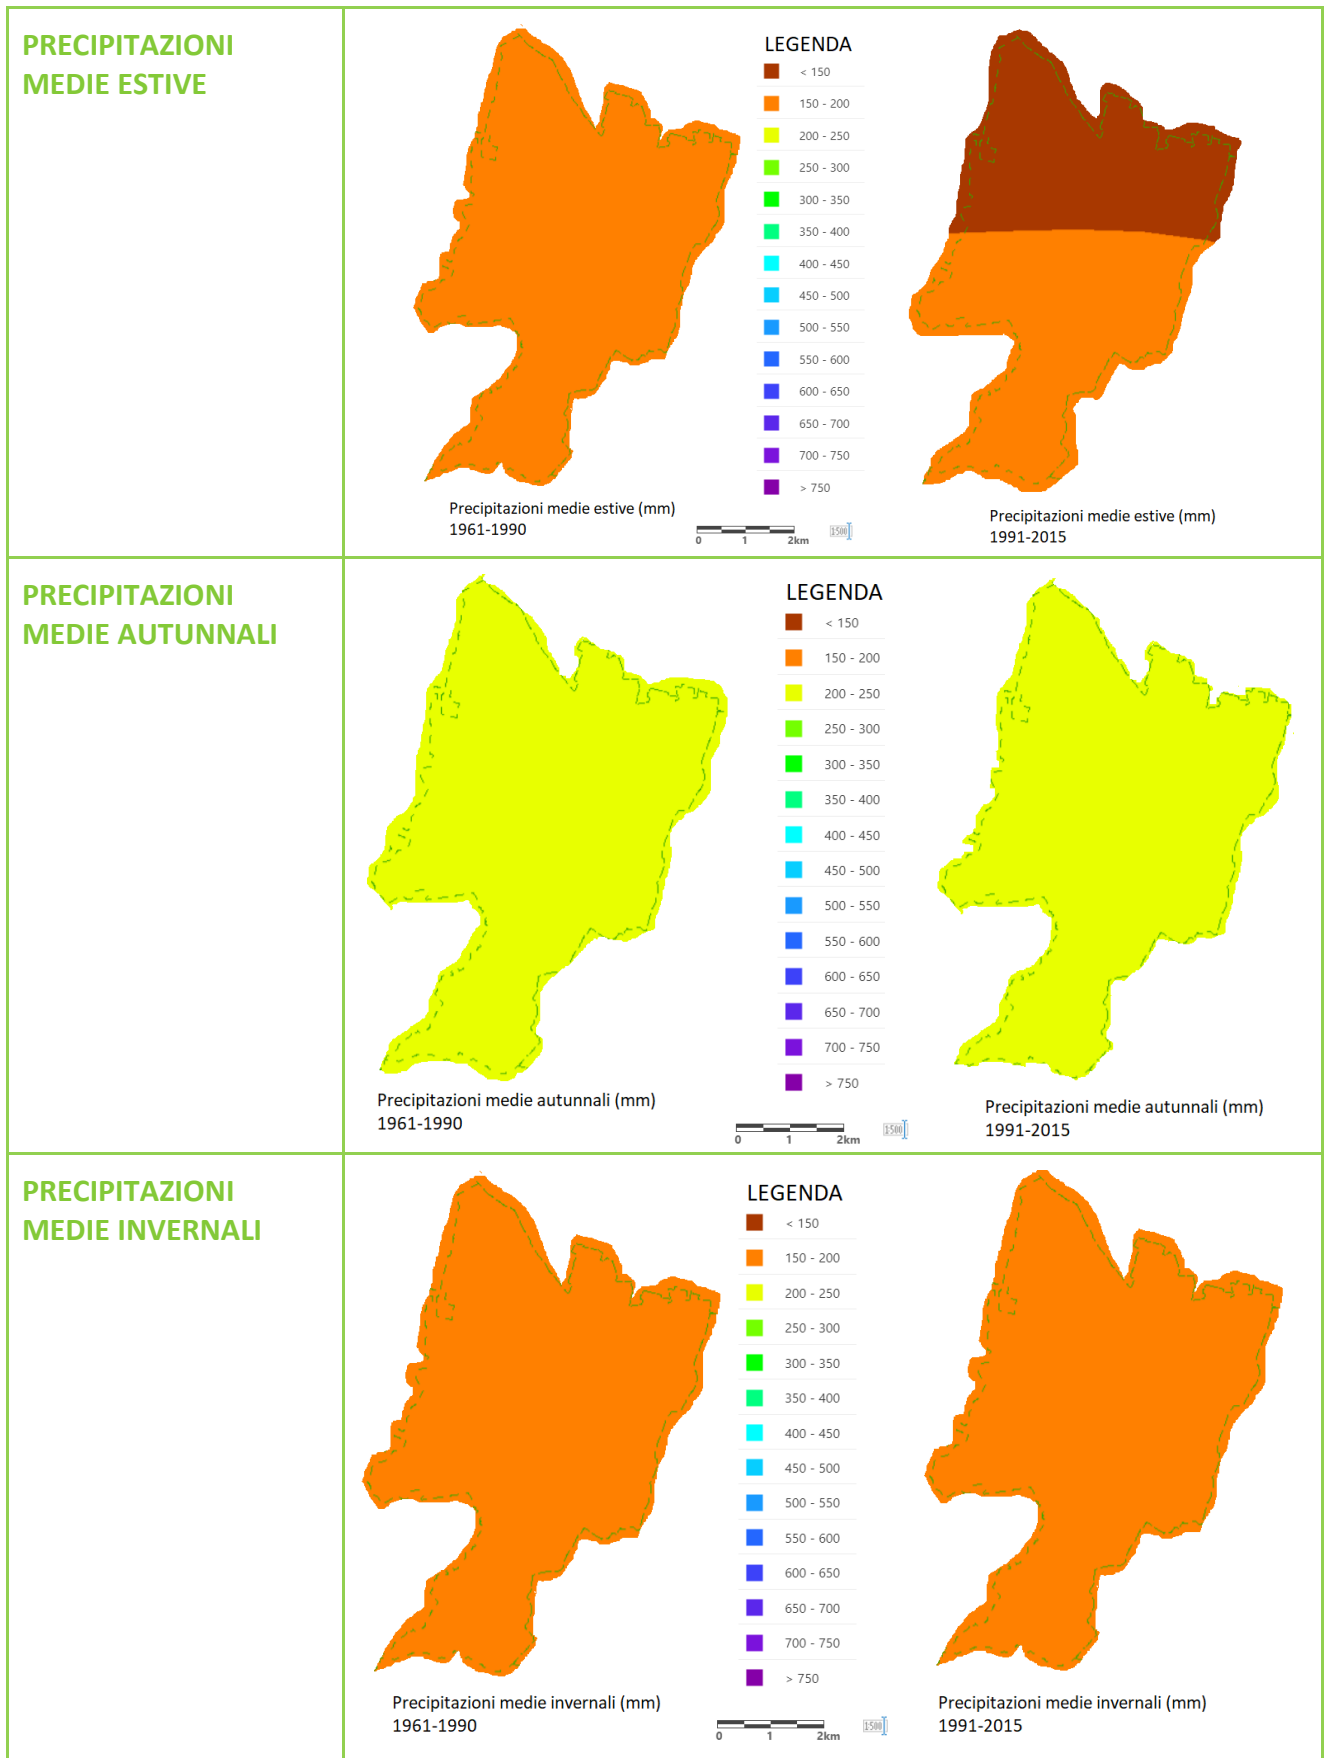 PRECIPITAZIONI
MEDIE ESTIVE
LEGENDA
< 150
150 - 200
200 - 250
250 - 300
300 - 350
350 - 400
400 - 450
450 - 500
500 - 550
550 - 600
600 - 650
650 - 700
700 - 750
> 750
Precipitazioni medie estive (mm)
1961-1990
0 1 2km
1:500
Precipitazioni medie estive (mm)
1991-2015
PRECIPITAZIONI
MEDIE AUTUNNALI
LEGENDA
< 150
150 - 200
200 - 250
250 - 300
300 - 350
350 - 400
400 - 450
450 - 500
500 - 550
550 - 600
600 - 650
650 - 700
700 - 750
> 750
Precipitazioni medie autunnali (mm)
1961-1990
0 1 2km
1:500
Precipitazioni medie autunnali (mm)
1991-2015
PRECIPITAZIONI
MEDIE INVERNALI
LEGENDA
< 150
150 - 200
200 - 250
250 - 300
300 - 350
350 - 400
400 - 450
450 - 500
500 - 550
550 - 600
600 - 650
650 - 700
700 - 750
> 750
Precipitazioni medie invernali (mm)
1961-1990
0 1 2km
1:500
Precipitazioni medie invernali (mm)
1991-2015